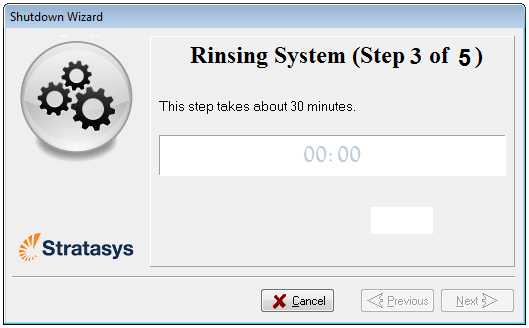 Shutdown Wizard
Rinsing System (Step 3 of 5)
This step takes about 30 minutes.
00:00
Stratasys
Cancel
Previous
Next